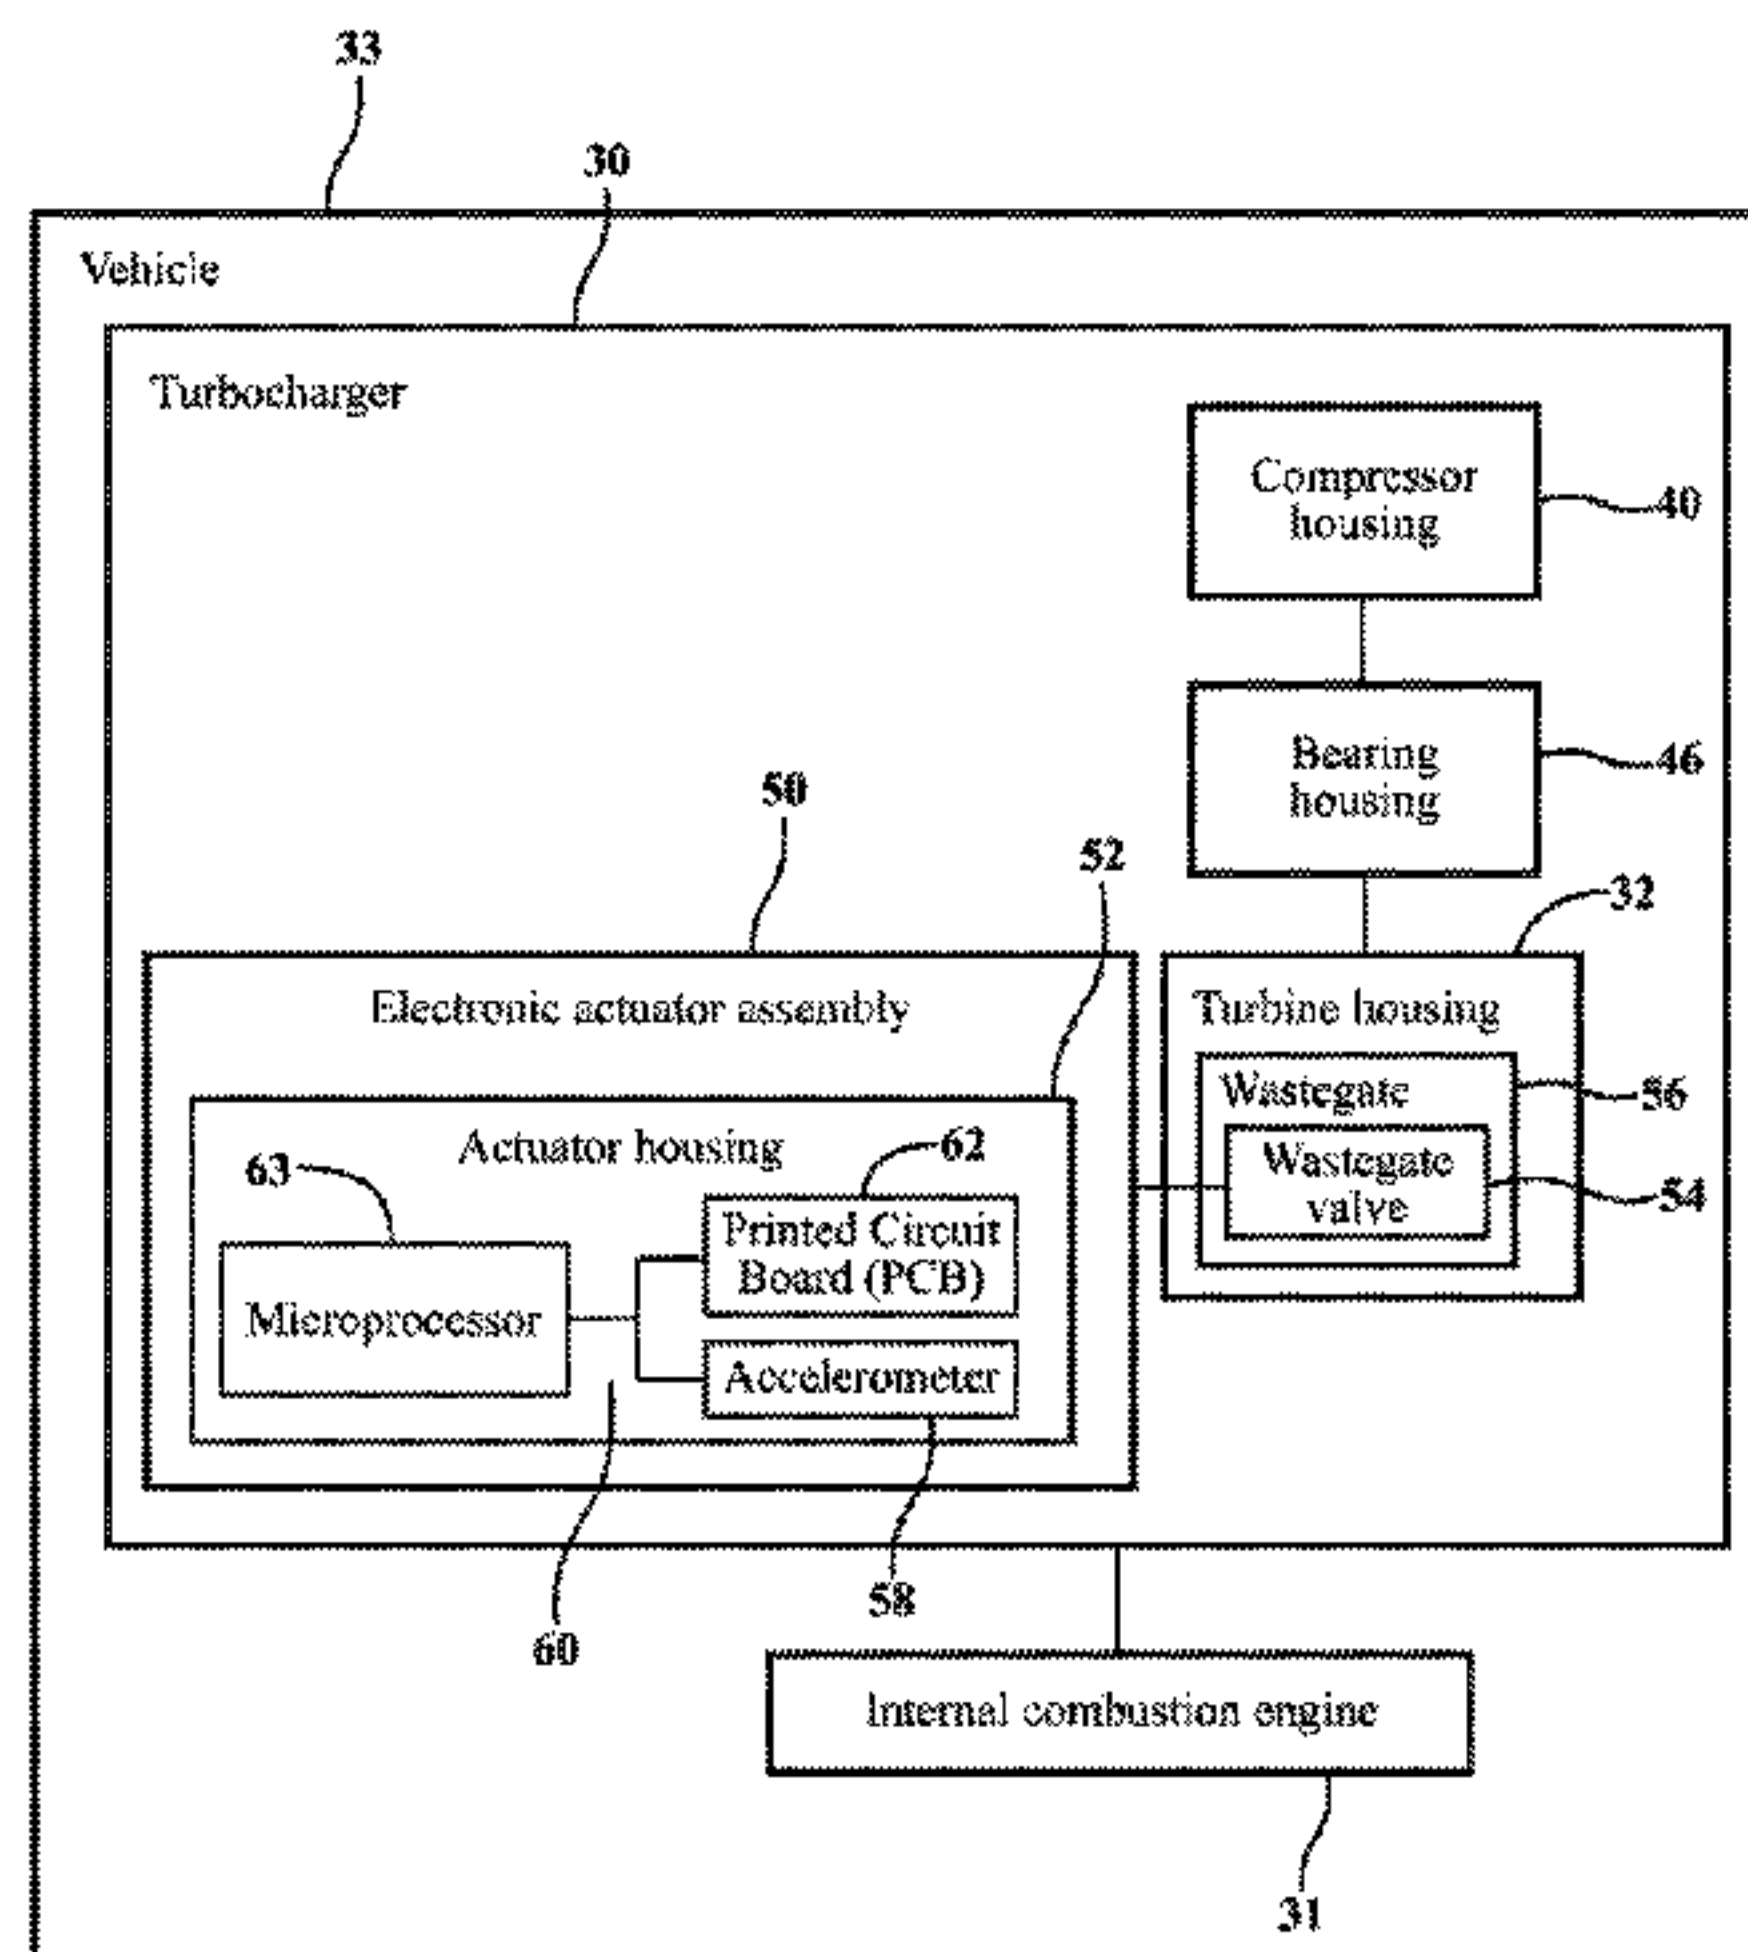 33
30
Vehicle
Turbocharger
Compressor
housing
40
Bearing
housing
46
50
52
32
Electronic actuator assembly
Turbine housing
Wastegate
56
Wastegate
valve
54
Actuator housing
62
63
Printed Circuit
Board (PCB)
Microprocessor
Accelerometer
58
60
Internal combustion engine
31